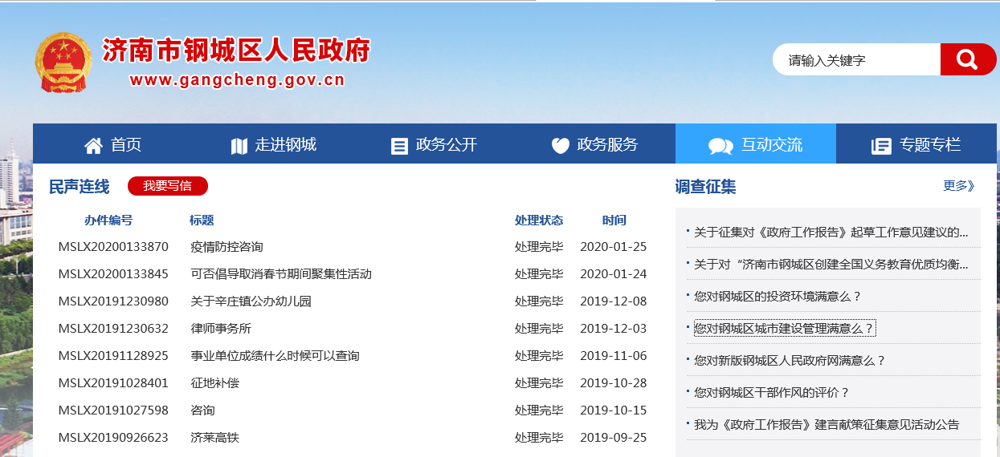 济南市钢城区人民政府
www.gangcheng.gov.cn
请输入关键字
首页 走进钢城 政务公开 政务服务 互动交流 专题专栏
民声连线 我要写信
办件编号 标题 处理状态 时间
MSLX20200133870 疫情防控咨询 处理完毕 2020-01-25
MSLX20200133845 可否倡导取消春节期间聚集性活动 处理完毕 2020-01-24
MSLX20191230980 关于辛庄镇公办幼儿园 处理完毕 2019-12-08
MSLX20191230632 律师事务所 处理完毕 2019-12-03
MSLX20191128925 事业单位成绩什么时候可以查询 处理完毕 2019-11-06
MSLX20191028401 征地补偿 处理完毕 2019-10-28
MSLX20191027598 咨询 处理完毕 2019-10-15
MSLX20190926623 济莱高铁 处理完毕 2019-09-25
调查征集 更多》
关于征集对《政府工作报告》起草工作意见建议的...
关于对“济南市钢城区创建全国义务教育优质均衡...
您对钢城区的投资环境满意么？
您对钢城区城市建设管理满意么？
您对新版钢城区人民政府网满意么？
您对钢城区干部作风的评价？
我为《政府工作报告》建言献策征集意见活动公告